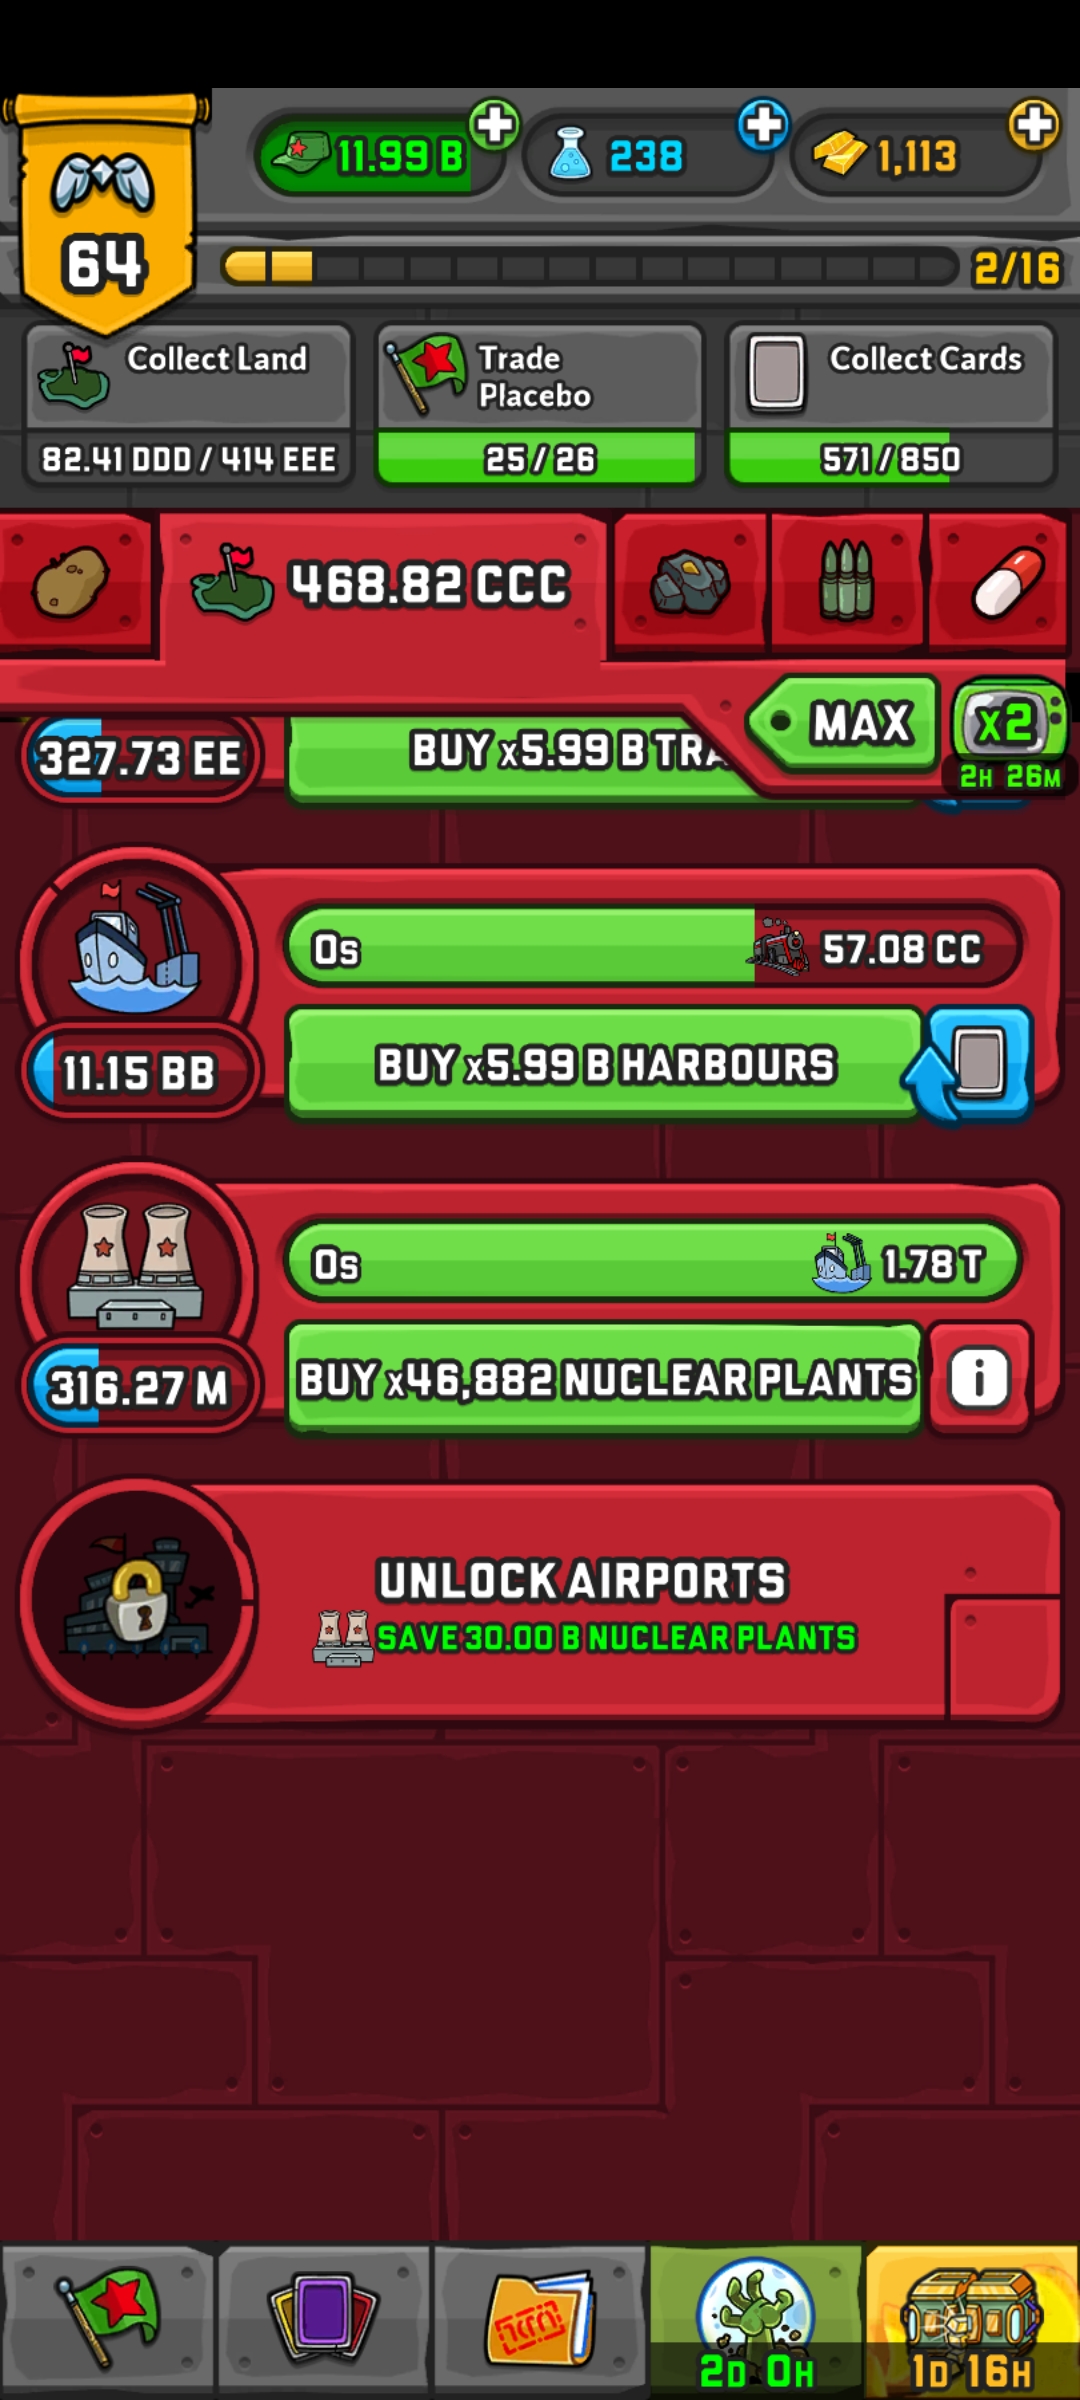 11.99 B
238
1,113
64
2/16
Collect Land
82.41 DDD / 414 EEE
Trade
Placebo
25 / 26
Collect Cards
571 / 850
468.82 CCC
MAX
x2
2H 26M
327.73 EE
BUY x5.99 B TRA
0s
57.08 CC
11.15 BB
BUY x5.99 B HARBOURS
0s
1.78 T
316.27 M
BUY x46,882 NUCLEAR PLANTS
i
UNLOCK AIRPORTS
SAVE 30.00 B NUCLEAR PLANTS
2D 0H
1D 16H